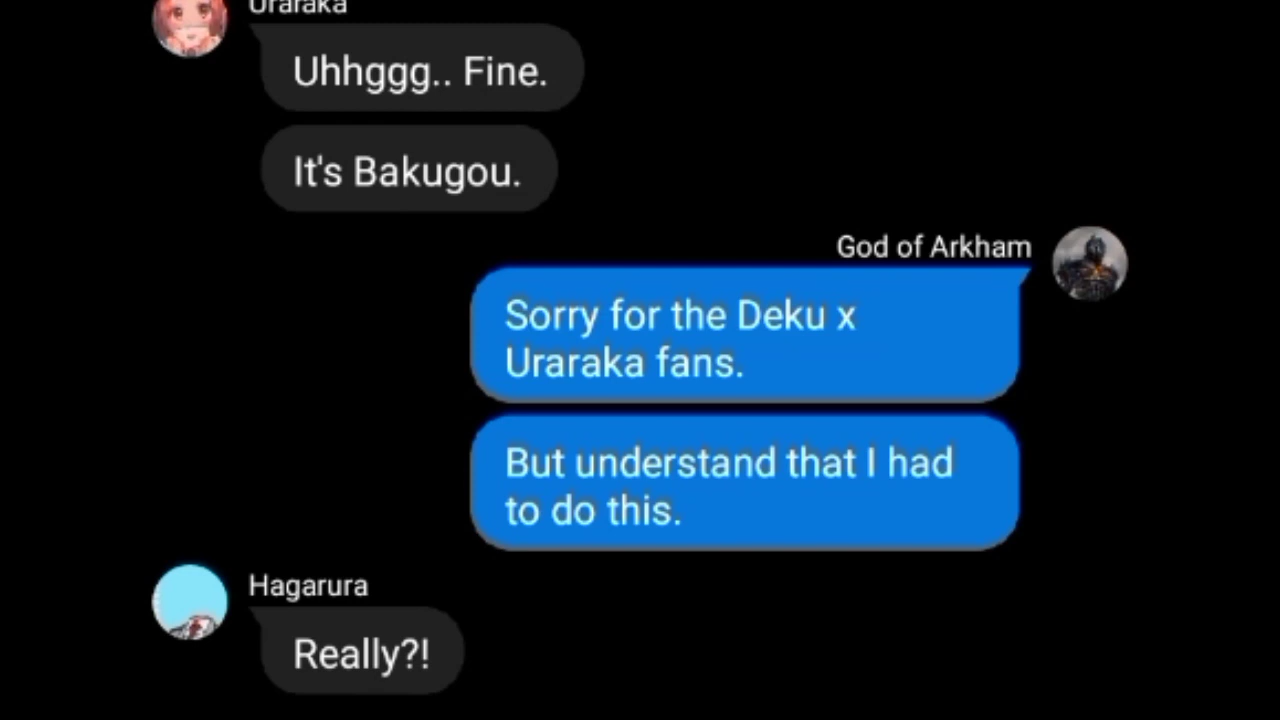 Uraraka
Uhhggg.. Fine.
It's Bakugou.
God of Arkham
Sorry for the Deku x
Uraraka fans.
But understand that I had
to do this.
Hagarura
Really?!